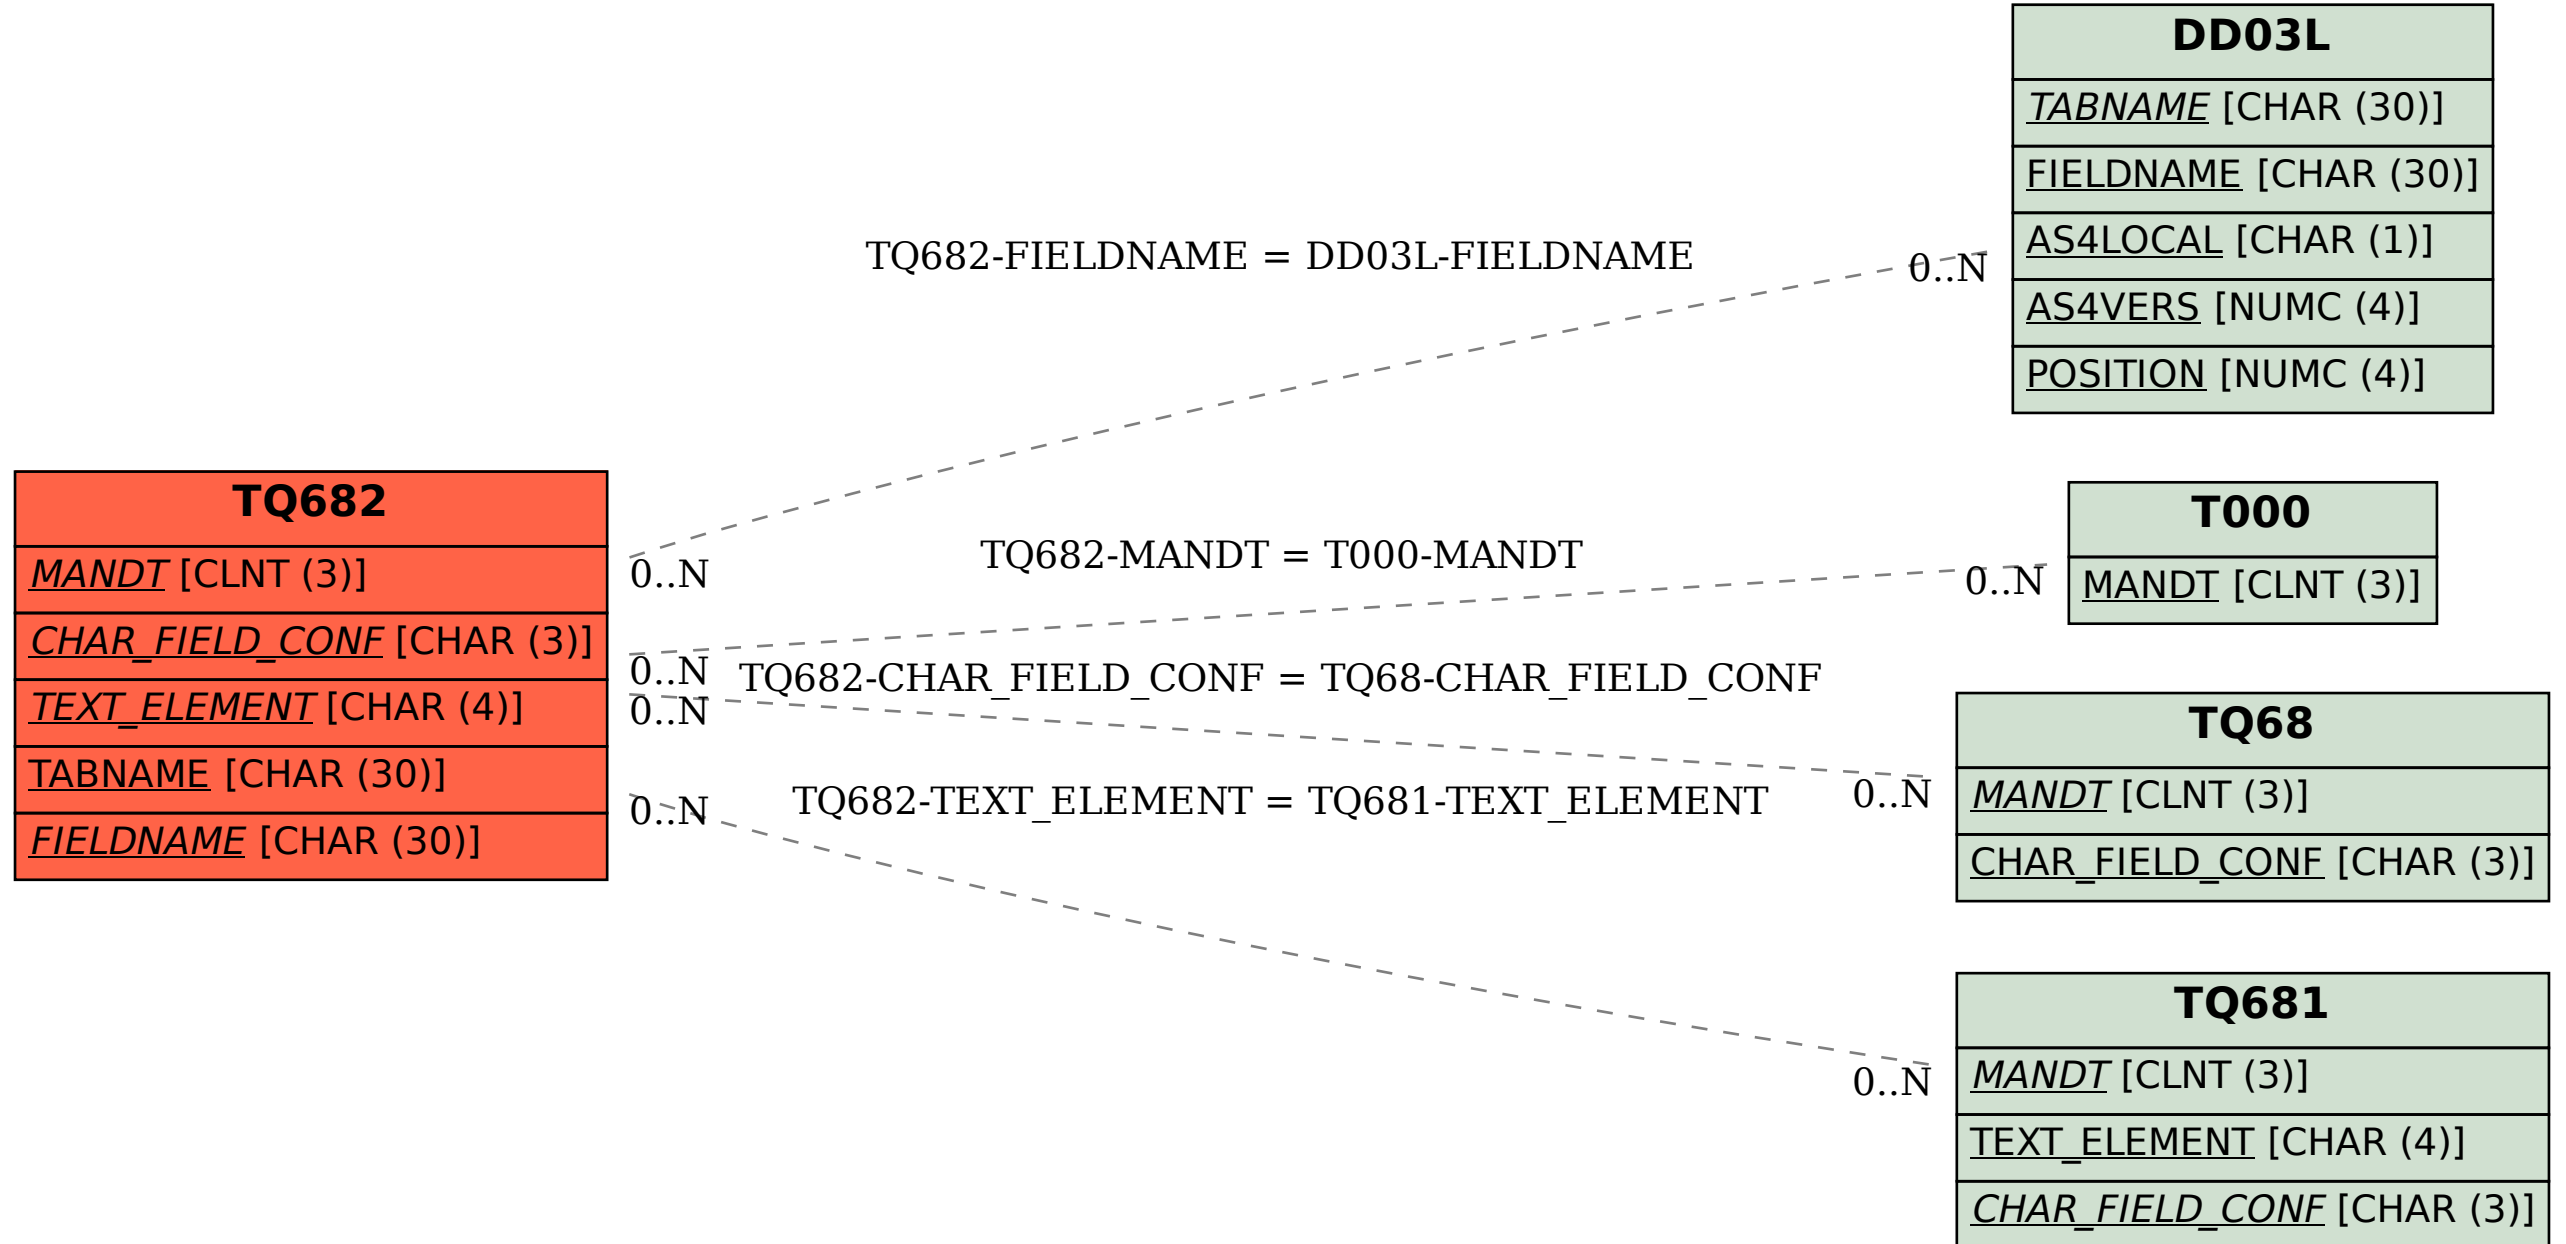 DD03L
TABNAME [CHAR (30)]
FIELDNAME [CHAR (30)]
AS4LOCAL [CHAR (1)]
AS4VERS [NUMC (4)]
POSITION [NUMC (4)]
TQ682-FIELDNAME = DD03L-FIELDNAME
0..N
TQ682
MANDT [CLNT (3)]
CHAR_FIELD_CONF [CHAR (3)]
TEXT_ELEMENT [CHAR (4)]
TABNAME [CHAR (30)]
FIELDNAME [CHAR (30)]
0..N
TQ682-MANDT = T000-MANDT
0..N
T000
MANDT [CLNT (3)]
0..N
TQ682-CHAR_FIELD_CONF = TQ68-CHAR_FIELD_CONF
0..N
0..N
TQ68
MANDT [CLNT (3)]
CHAR_FIELD_CONF [CHAR (3)]
0..N
TQ682-TEXT_ELEMENT = TQ681-TEXT_ELEMENT
0..N
TQ681
MANDT [CLNT (3)]
TEXT_ELEMENT [CHAR (4)]
CHAR_FIELD_CONF [CHAR (3)]